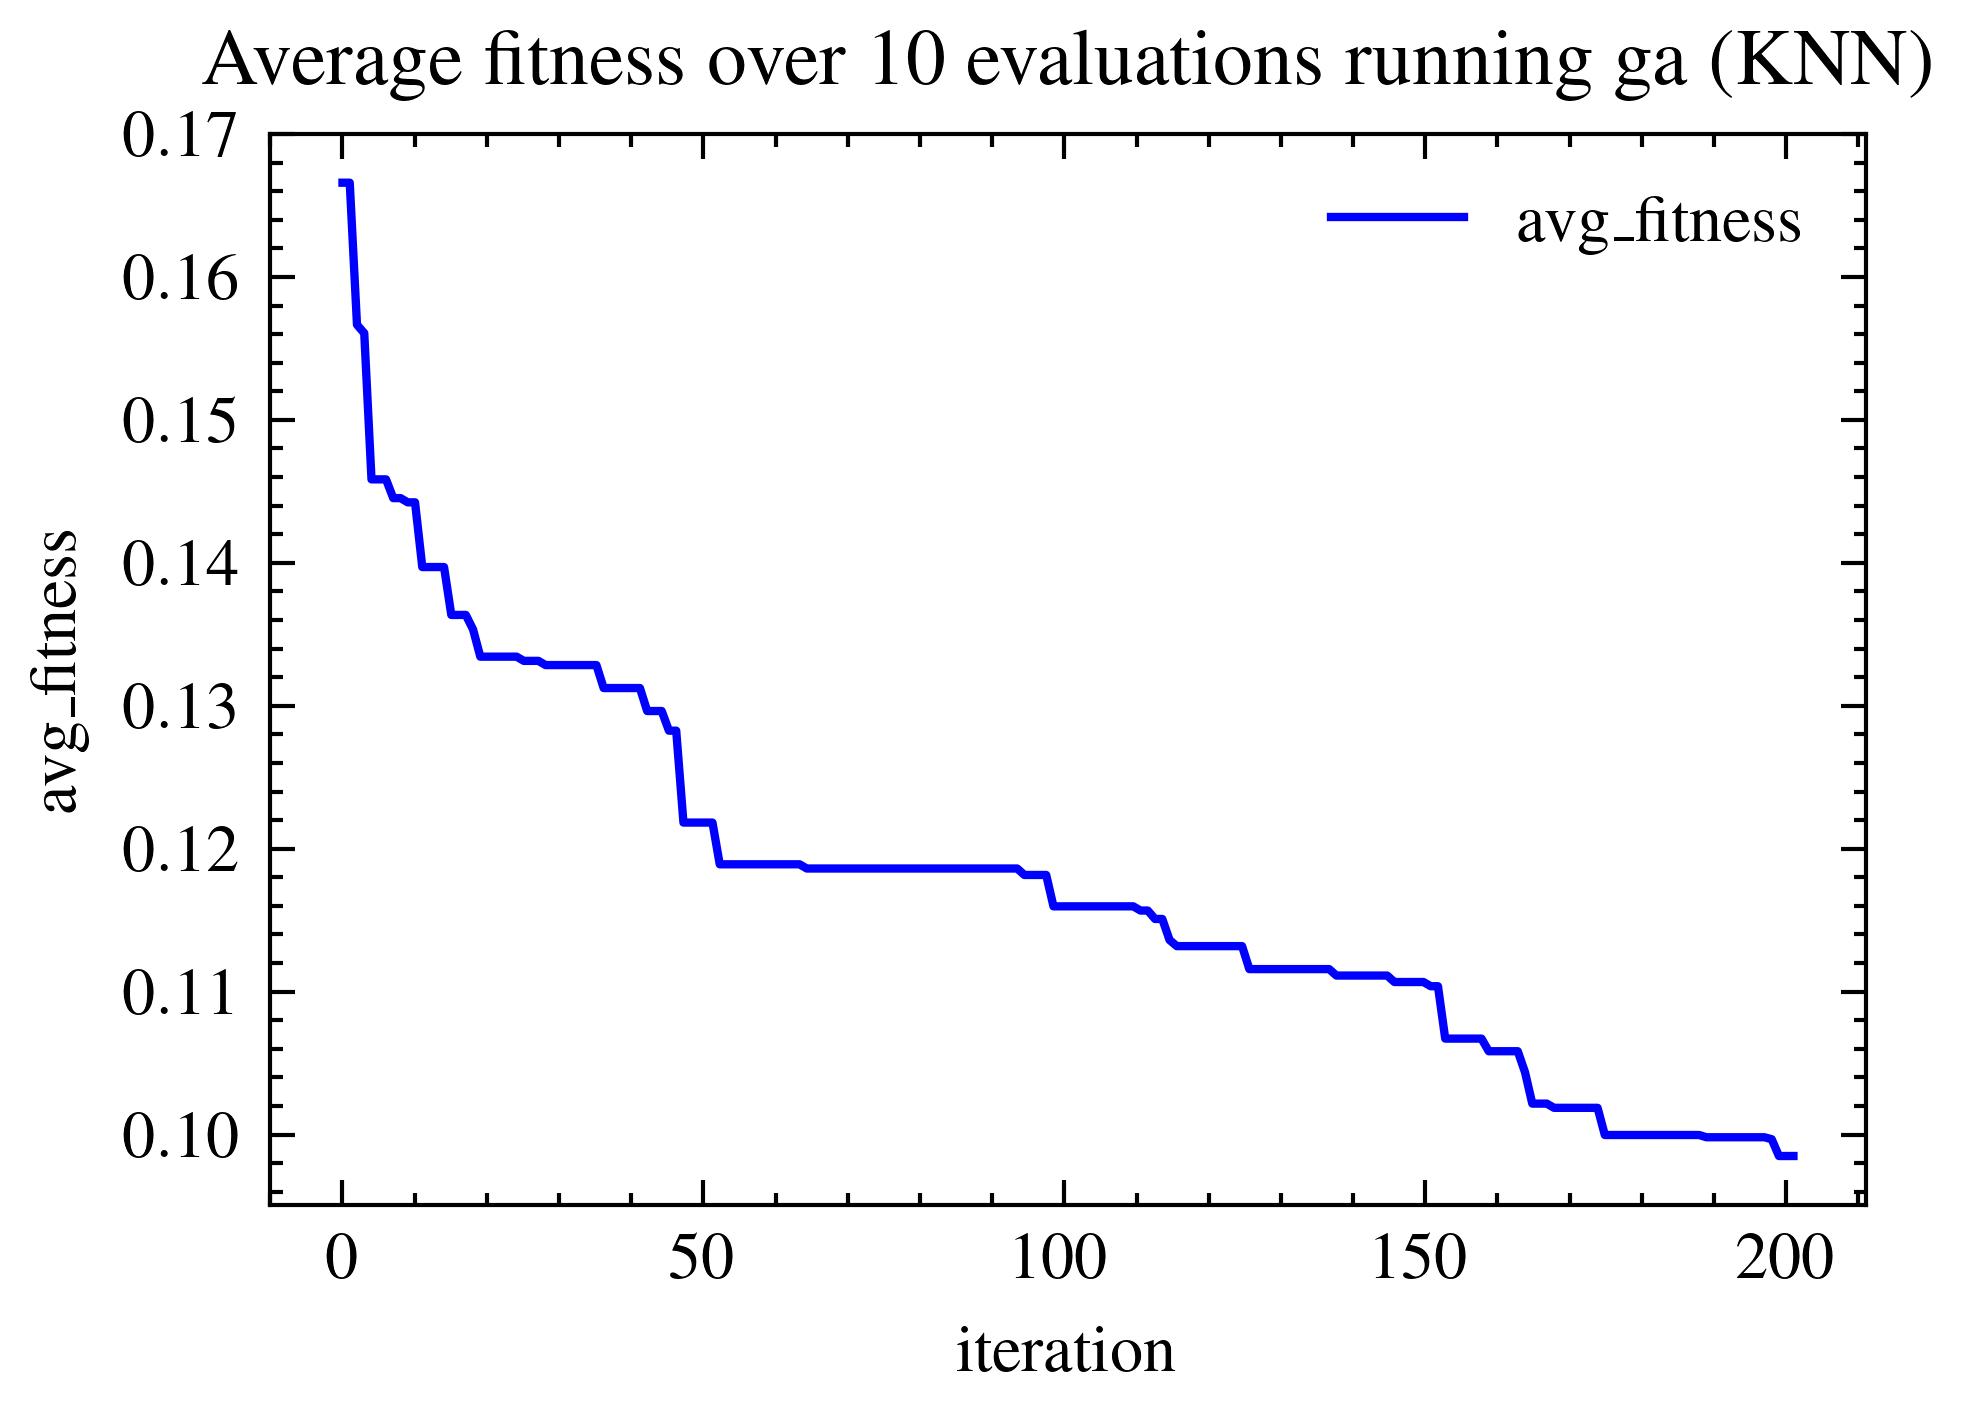 Average fitness over 10 evaluations running ga (KNN)
0.17
0.16
0.15
0.14
0.13
0.12
0.11
0.10
avg_fitness
avg_fitness
0 50 100 150 200
iteration